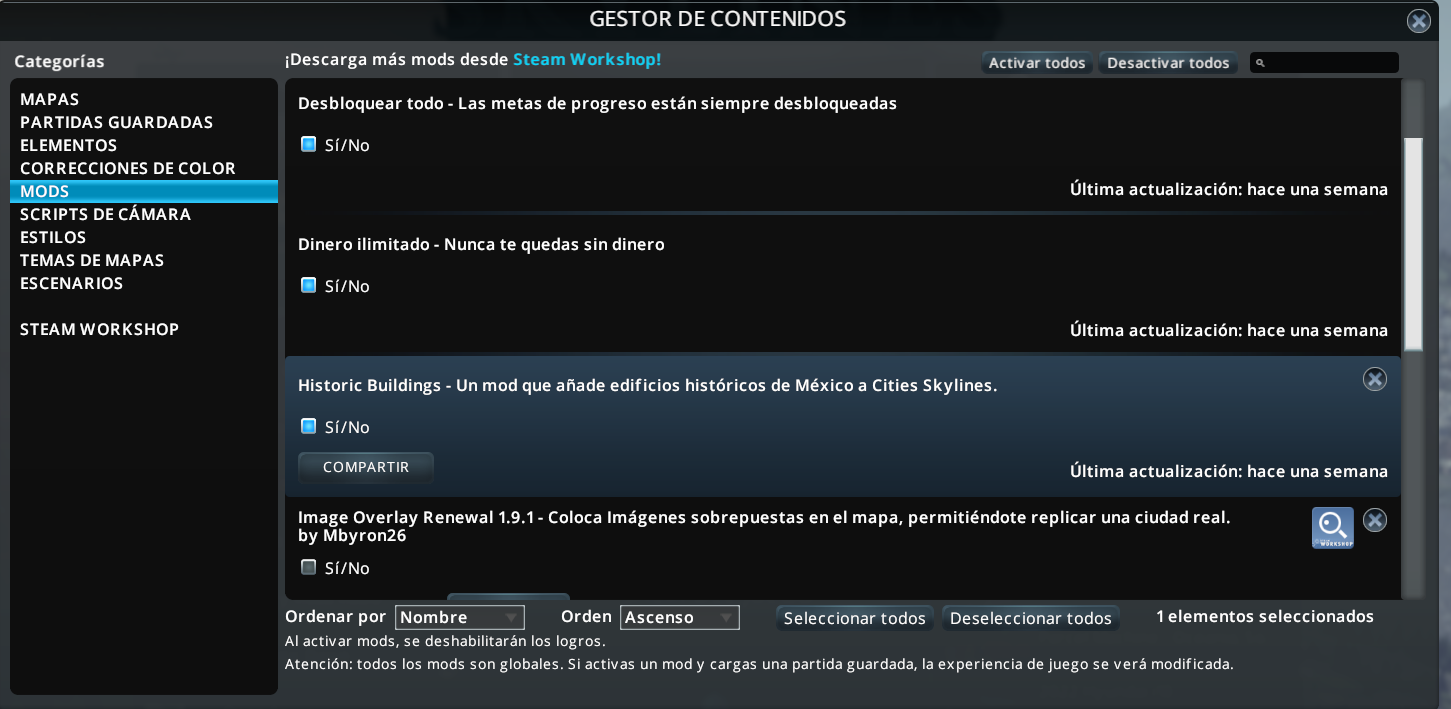 GESTOR DE CONTENIDOS
Categorías
¡Descarga más mods desde Steam Workshop!
Activar todos
Desactivar todos
MAPAS
PARTIDAS GUARDADAS
ELEMENTOS
CORRECCIONES DE COLOR
MODS
SCRIPTS DE CÁMARA
ESTILOS
TEMAS DE MAPAS
ESCENARIOS
STEAM WORKSHOP
Desbloquear todo - Las metas de progreso están siempre desbloqueadas
Sí/No
Última actualización: hace una semana
Dinero ilimitado - Nunca te quedas sin dinero
Sí/No
Última actualización: hace una semana
Historic Buildings - Un mod que añade edificios históricos de México a Cities Skylines.
Sí/No
COMPARTIR
Última actualización: hace una semana
Image Overlay Renewal 1.9.1 - Coloca Imágenes sobrepuestas en el mapa, permitiéndote replicar una ciudad real.
by Mbyron26
WORKSHOP
Sí/No
Ordenar por Nombre
Orden Ascenso
Seleccionar todos
Deseleccionar todos
1 elementos seleccionados
Al activar mods, se deshabilitarán los logros.
Atención: todos los mods son globales. Si activas un mod y cargas una partida guardada, la experiencia de juego se verá modificada.